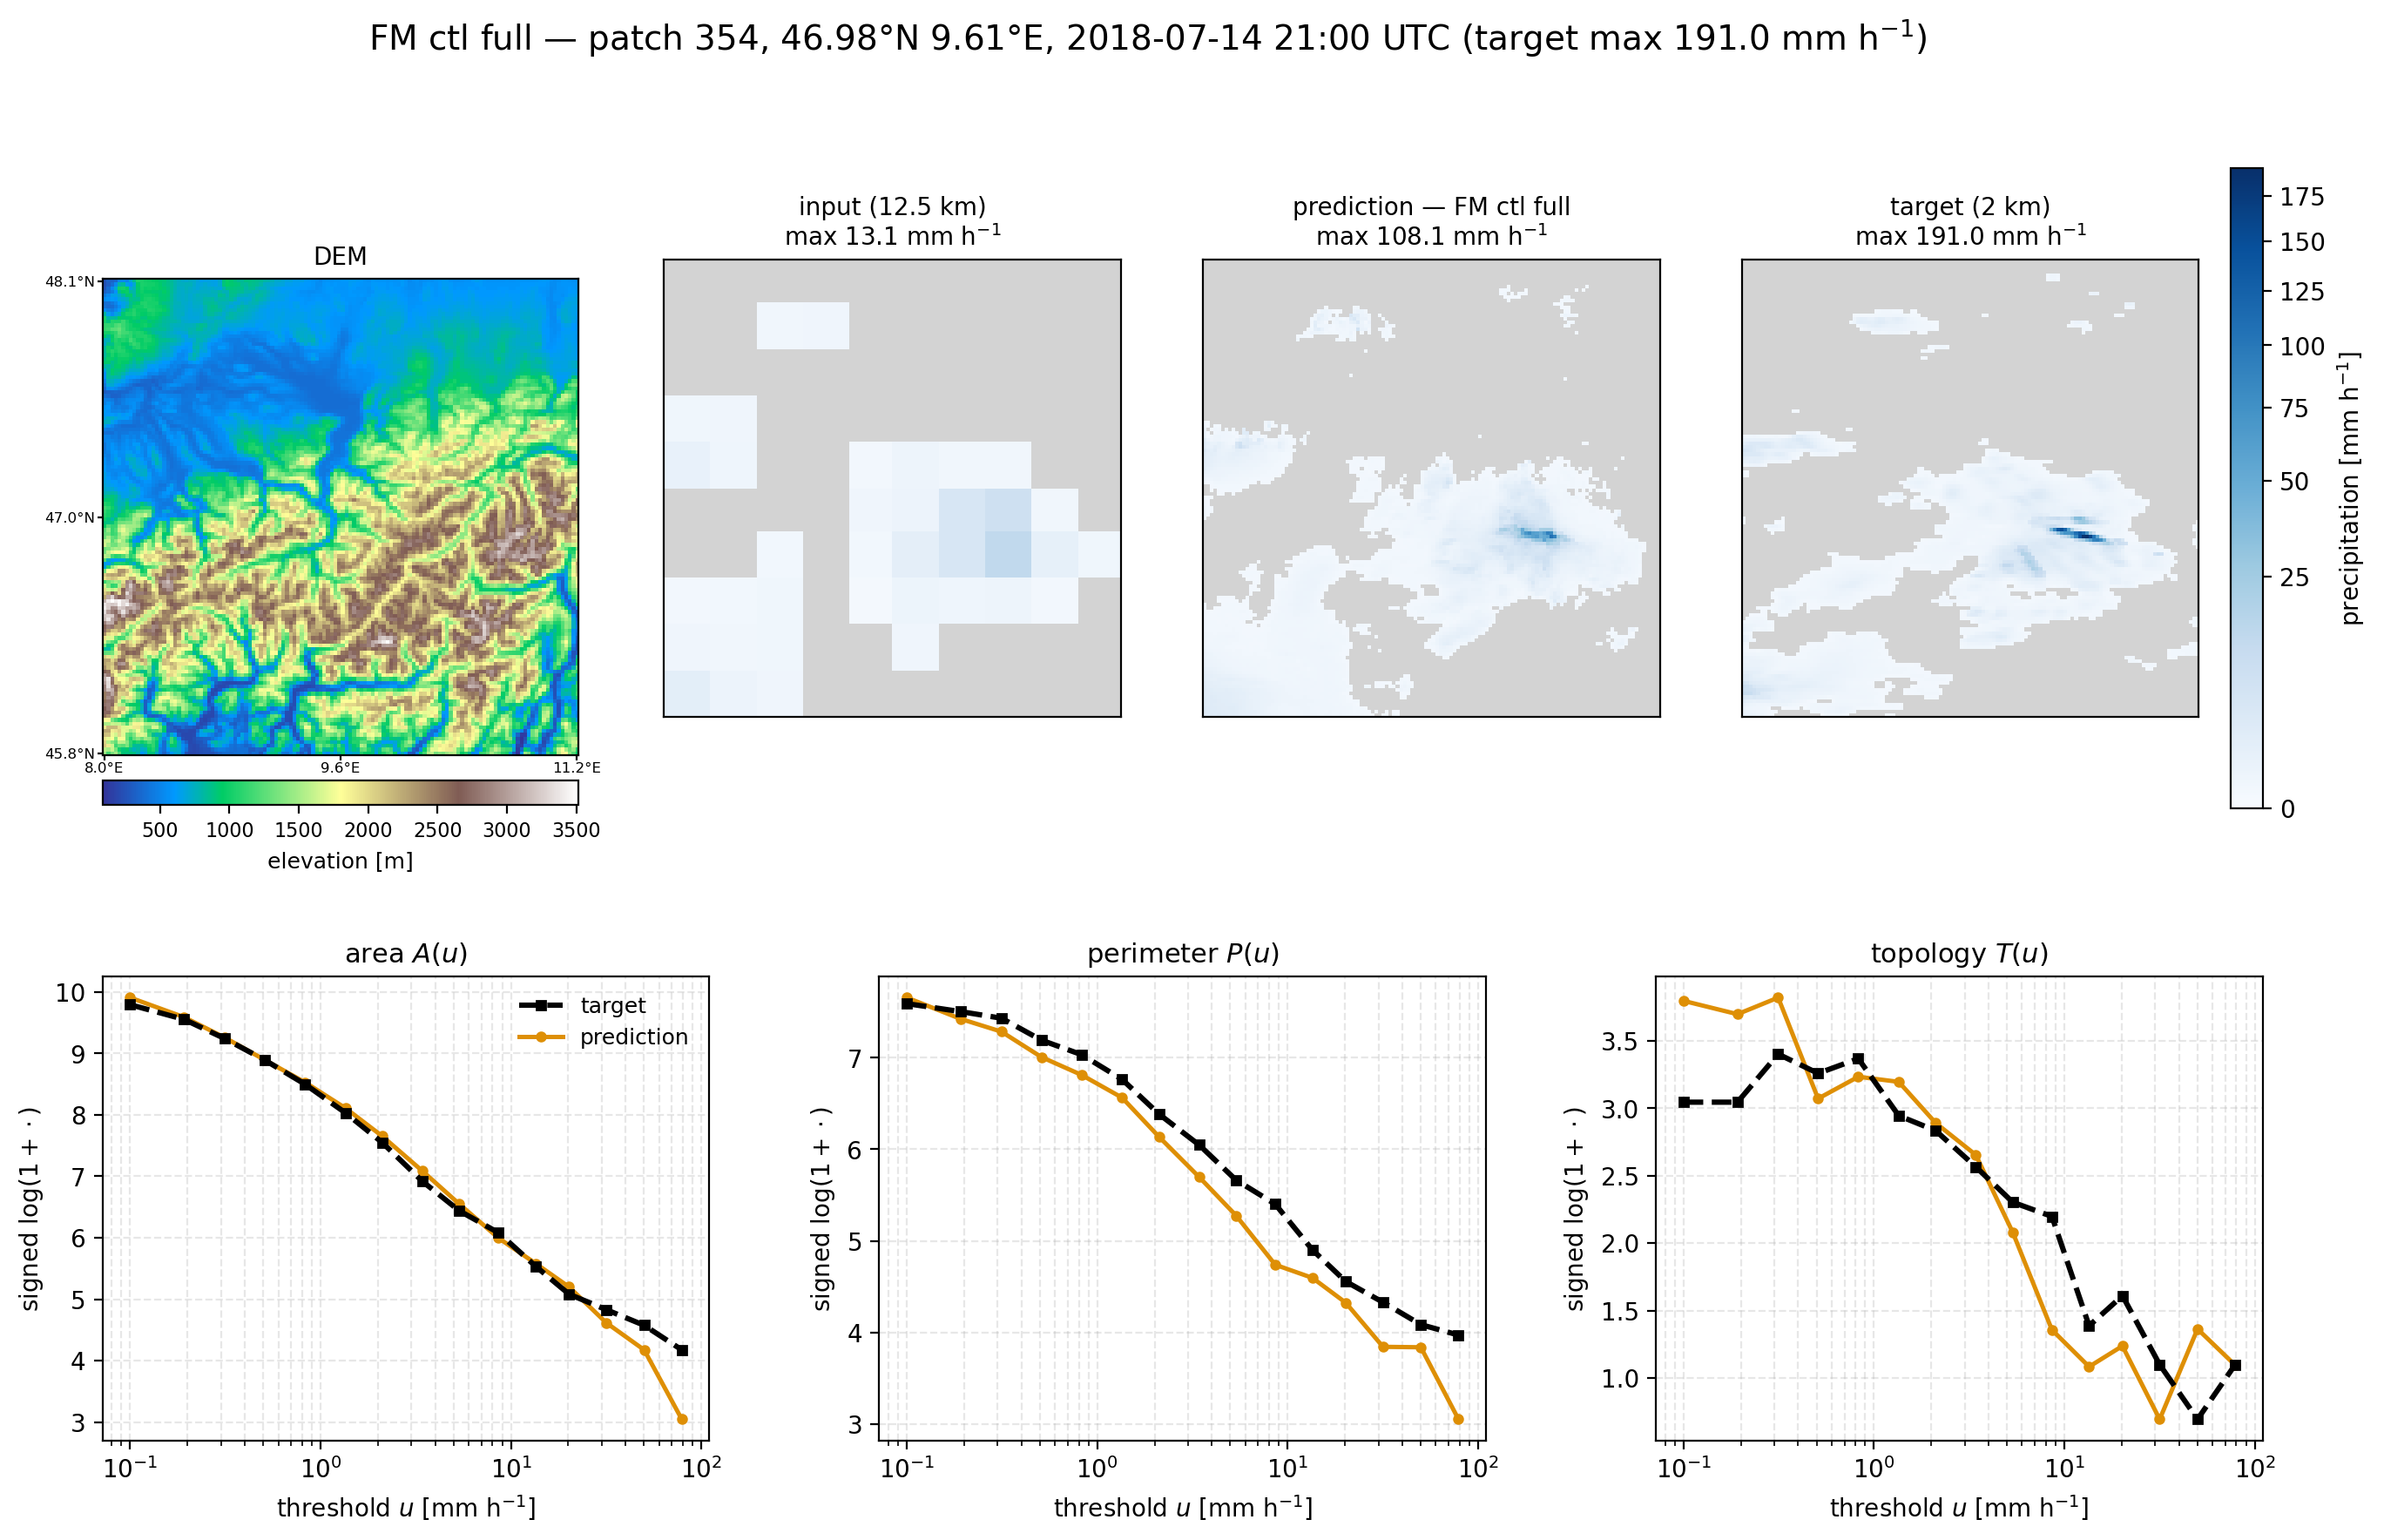 FM ctl full — patch 354, 46.98°N 9.61°E, 2018-07-14 21:00 UTC (target max 191.0 mm h⁻¹)
DEM
48.1°N
47.0°N
45.8°N
8.0°E 9.6°E 11.2°E
500 1000 1500 2000 2500 3000 3500
elevation [m]
input (12.5 km)
max 13.1 mm h⁻¹
prediction — FM ctl full
max 108.1 mm h⁻¹
target (2 km)
max 191.0 mm h⁻¹
175
150
125
100
75
50
25
0
precipitation [mm h⁻¹]
area A(u)
target
prediction
10
9
8
7
6
5
4
3
signed log(1 + · )
10⁻¹ 10⁰ 10¹ 10²
threshold u [mm h⁻¹]
perimeter P(u)
7
6
5
4
3
signed log(1 + · )
10⁻¹ 10⁰ 10¹ 10²
threshold u [mm h⁻¹]
topology T(u)
3.5
3.0
2.5
2.0
1.5
1.0
signed log(1 + · )
10⁻¹ 10⁰ 10¹ 10²
threshold u [mm h⁻¹]